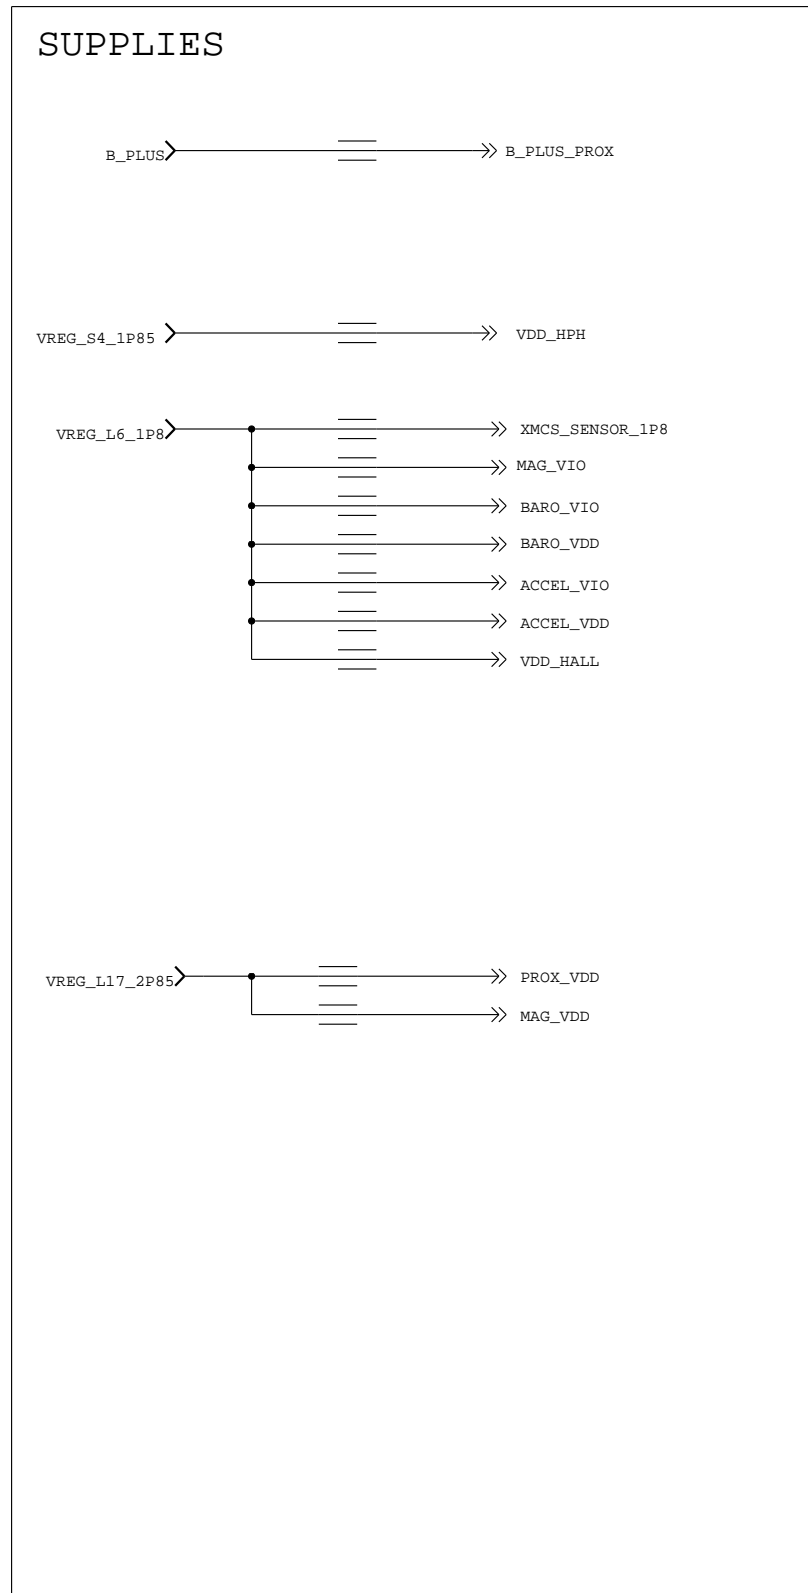 SUPPLIES
B_PLUS B_PLUS_PROX
VREG_S4_1P85 VDD_HPH
VREG_L6_1P8 XMCS_SENSOR_1P8
MAG_VIO
BARO_VIO
BARO_VDD
ACCEL_VIO
ACCEL_VDD
VDD_HALL
VREG_L17_2P85 PROX_VDD
MAG_VDD